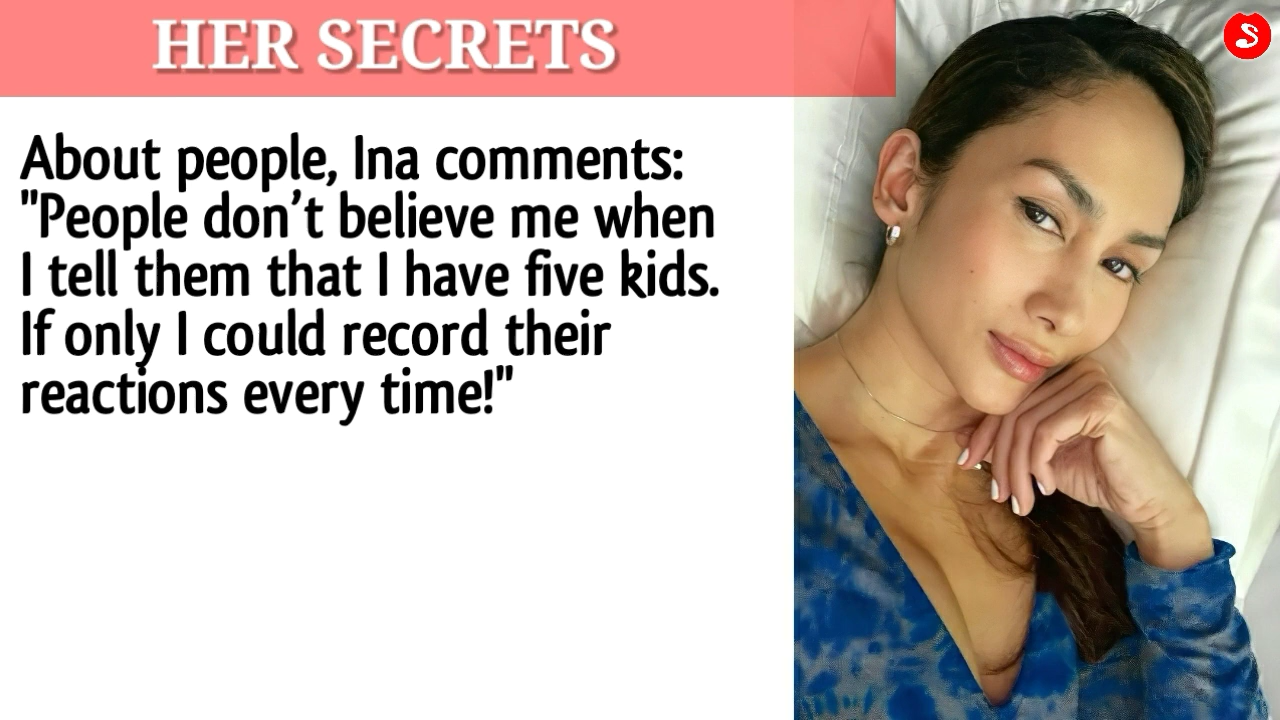 HER SECRETS
S
About people, Ina comments:
"People don’t believe me when
I tell them that I have five kids.
If only I could record their
reactions every time!"